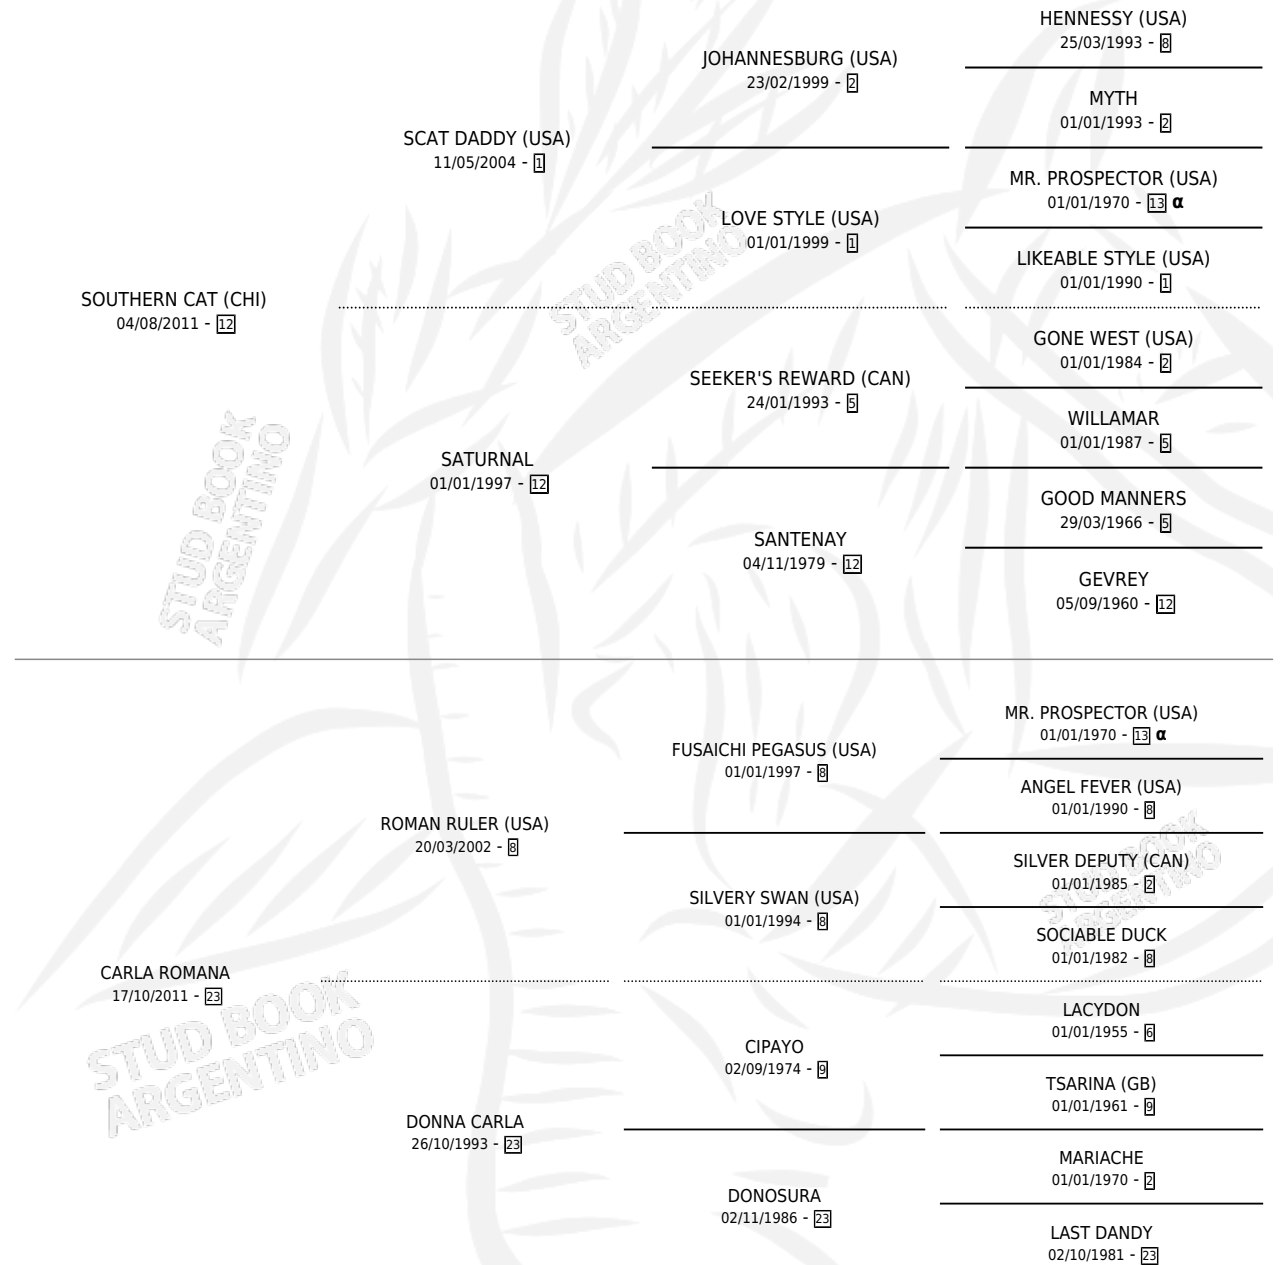 HENNESSY (USA)
25/03/1993 - 8
JOHANNESBURG (USA)
23/02/1999 - 2
MYTH
01/01/1993 - 2
SCAT DADDY (USA)
11/05/2004 - 1
MR. PROSPECTOR (USA)
01/01/1970 - 13 α
LOVE STYLE (USA)
01/01/1999 - 1
LIKEABLE STYLE (USA)
01/01/1990 - 1
SOUTHERN CAT (CHI)
04/08/2011 - 12
GONE WEST (USA)
01/01/1984 - 2
SEEKER'S REWARD (CAN)
24/01/1993 - 5
WILLAMAR
01/01/1987 - 5
SATURNAL
01/01/1997 - 12
GOOD MANNERS
29/03/1966 - 5
SANTENAY
04/11/1979 - 12
GEVREY
05/09/1960 - 12
STUD BOOK
ARGENTINO
STUD BOOK
ARGENTINO
MR. PROSPECTOR (USA)
01/01/1970 - 13 α
FUSAICHI PEGASUS (USA)
01/01/1997 - 8
ANGEL FEVER (USA)
01/01/1990 - 8
ROMAN RULER (USA)
20/03/2002 - 8
SILVER DEPUTY (CAN)
01/01/1985 - 2
SILVERY SWAN (USA)
01/01/1994 - 8
SOCIABLE DUCK
01/01/1982 - 8
CARLA ROMANA
17/10/2011 - 23
LACYDON
01/01/1955 - 6
CIPAYO
02/09/1974 - 9
TSARINA (GB)
01/01/1961 - 9
DONNA CARLA
26/10/1993 - 23
MARIACHE
01/01/1970 - 2
DONOSURA
02/11/1986 - 23
LAST DANDY
02/10/1981 - 23
STUD BOOK
ARGENTINO
STUD BOOK
ARGENTINO